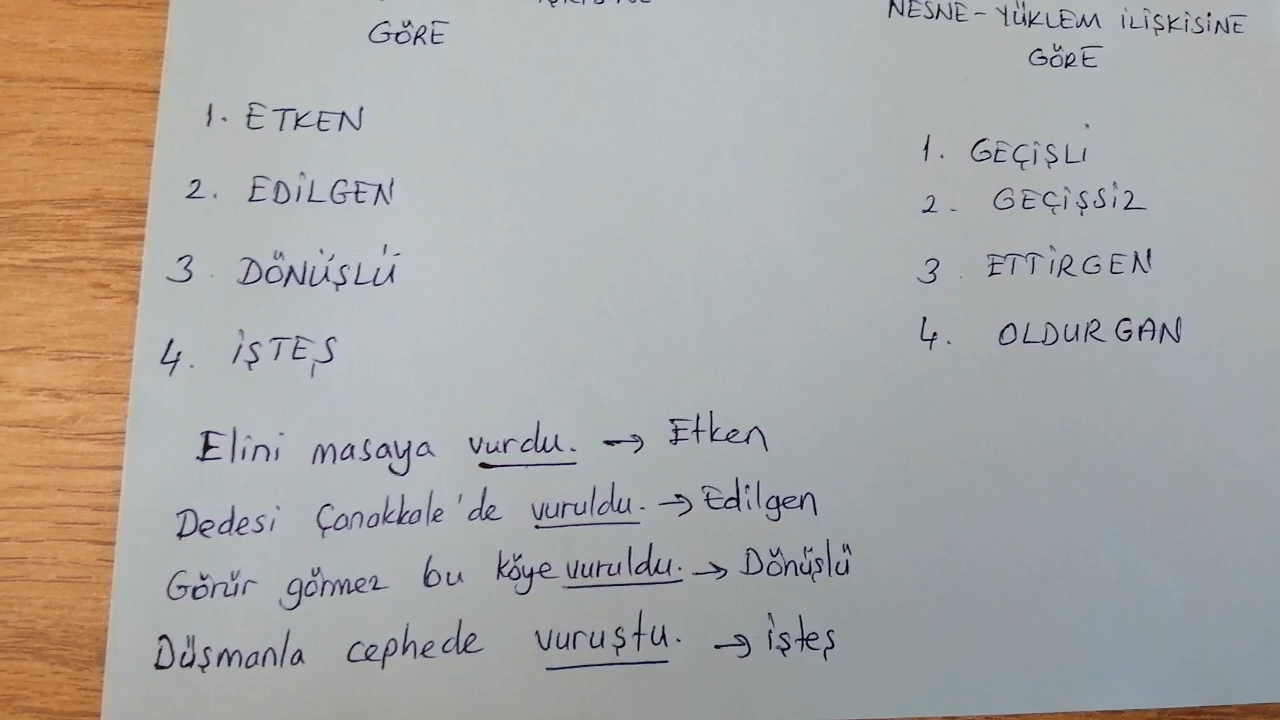 GÖRE
1. ETKEN
2. EDİLGEN
3. DÖNÜŞLÜ
4. İŞTEŞ
NESNE-YÜKLEM İLİŞKİSİNE
GÖRE
1. GEÇİŞLİ
2. GEÇİŞSİZ
3. ETTİRGEN
4. OLDURGAN
Elini masaya vurdu. → Etken
Dedesi Çanakkale'de vuruldu. → Edilgen
Görür görmez bu köye vuruldu. → Dönüşlü
Düşmanla cephede vuruştu. → işteş